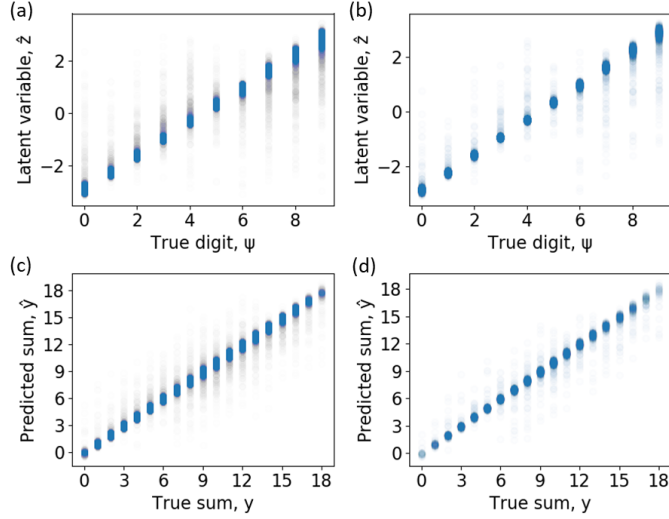 (a)
Latent variable, ẑ
2
0
−2
0 2 4 6 8
True digit, ψ
(b)
Latent variable, ẑ
2
0
−2
0 2 4 6 8
True digit, ψ
(c)
Predicted sum, ŷ
18
15
12
9
6
3
0
0 3 6 9 12 15 18
True sum, y
(d)
Predicted sum, ŷ
18
15
12
9
6
3
0
0 3 6 9 12 15 18
True sum, y